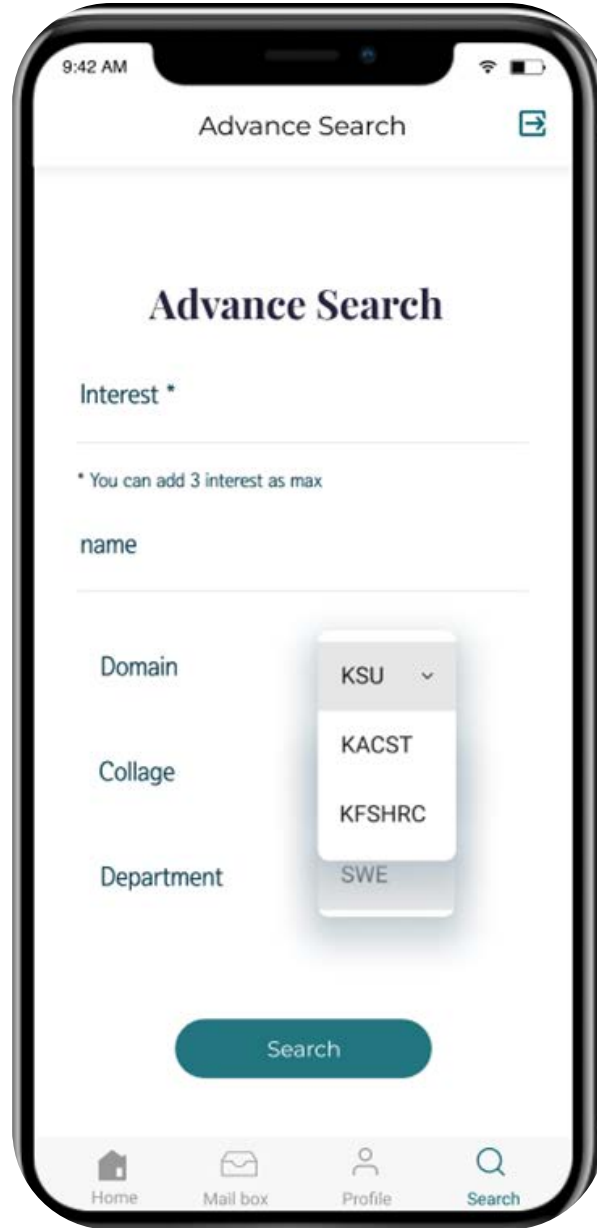 9:42 AM
Advance Search
Advance Search
Interest *
* You can add 3 interest as max
name
Domain
KSU
KACST
Collage
KFSHRC
Department
SWE
Search
Home
Mail box
Profile
Search